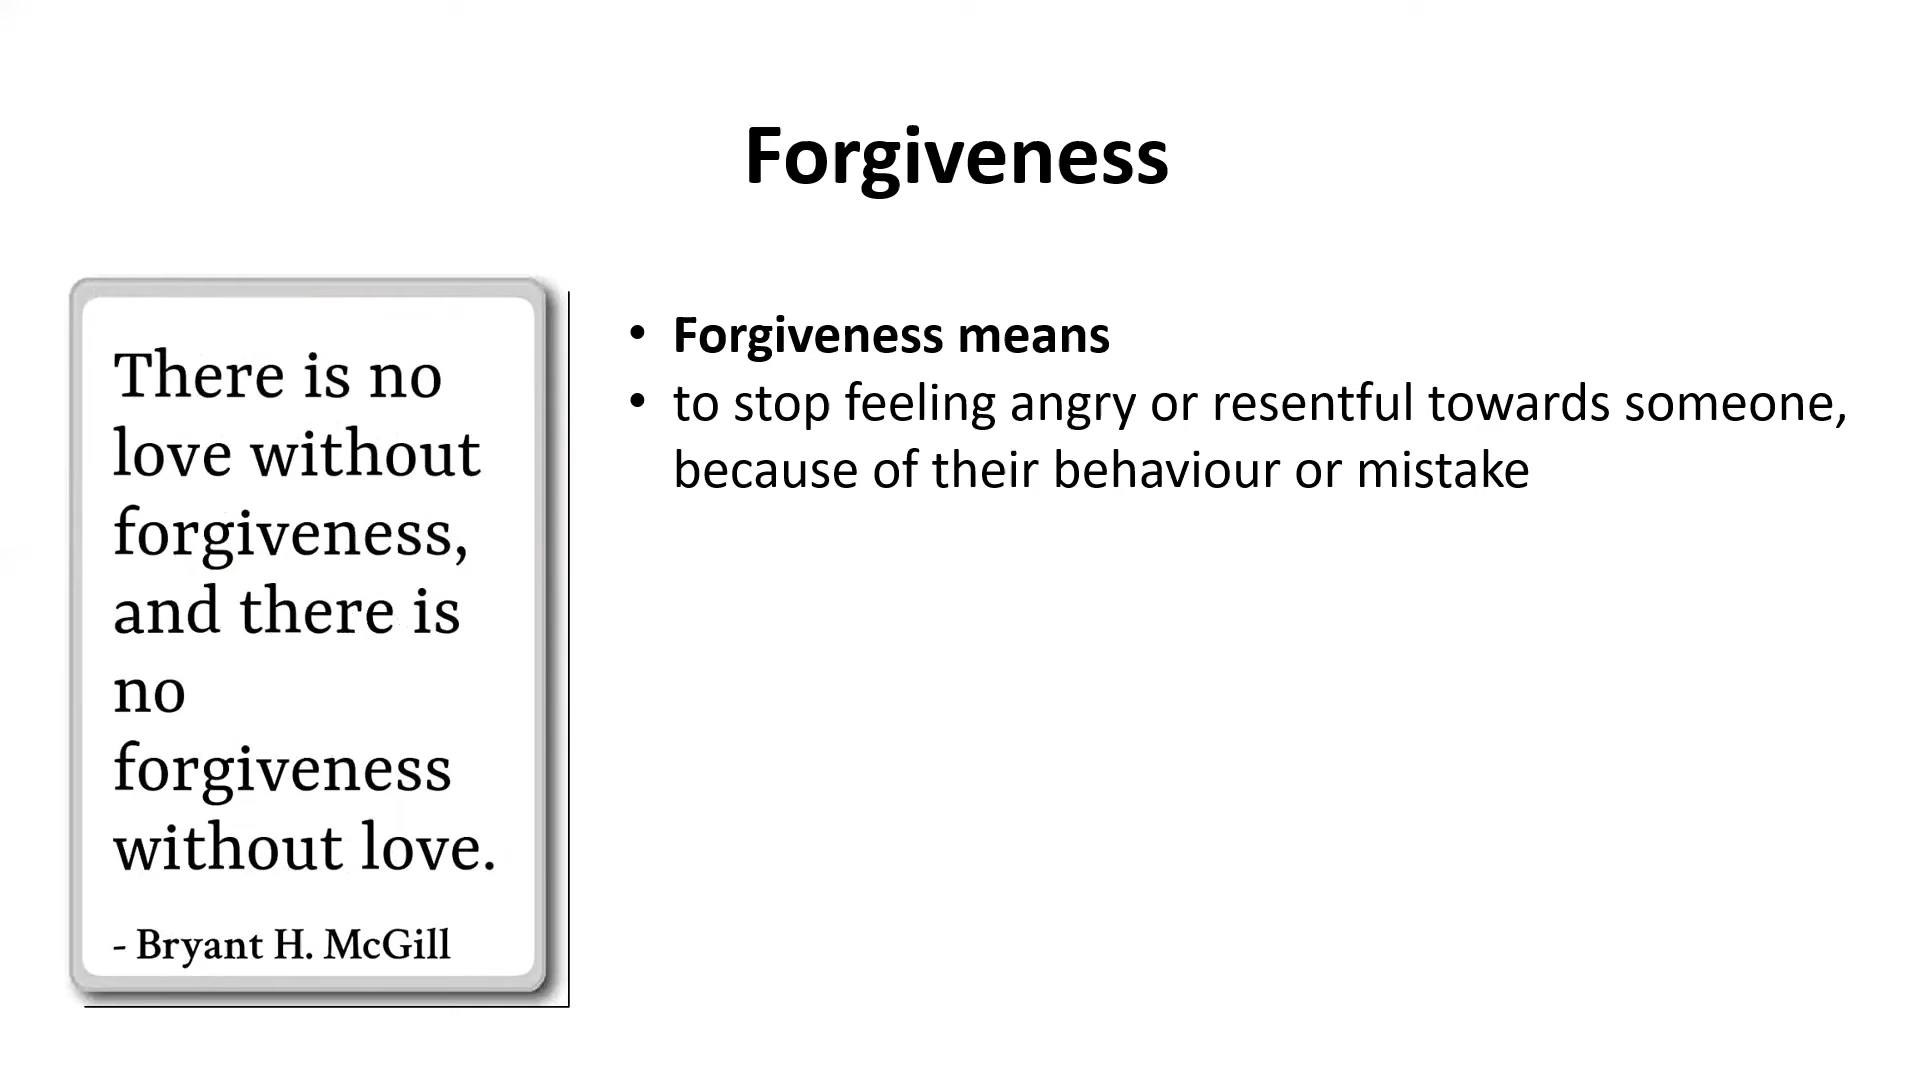 Forgiveness
There is no
love without
forgiveness,
and there is
no
forgiveness
without love.
- Bryant H. McGill
• Forgiveness means
• to stop feeling angry or resentful towards someone,
because of their behaviour or mistake